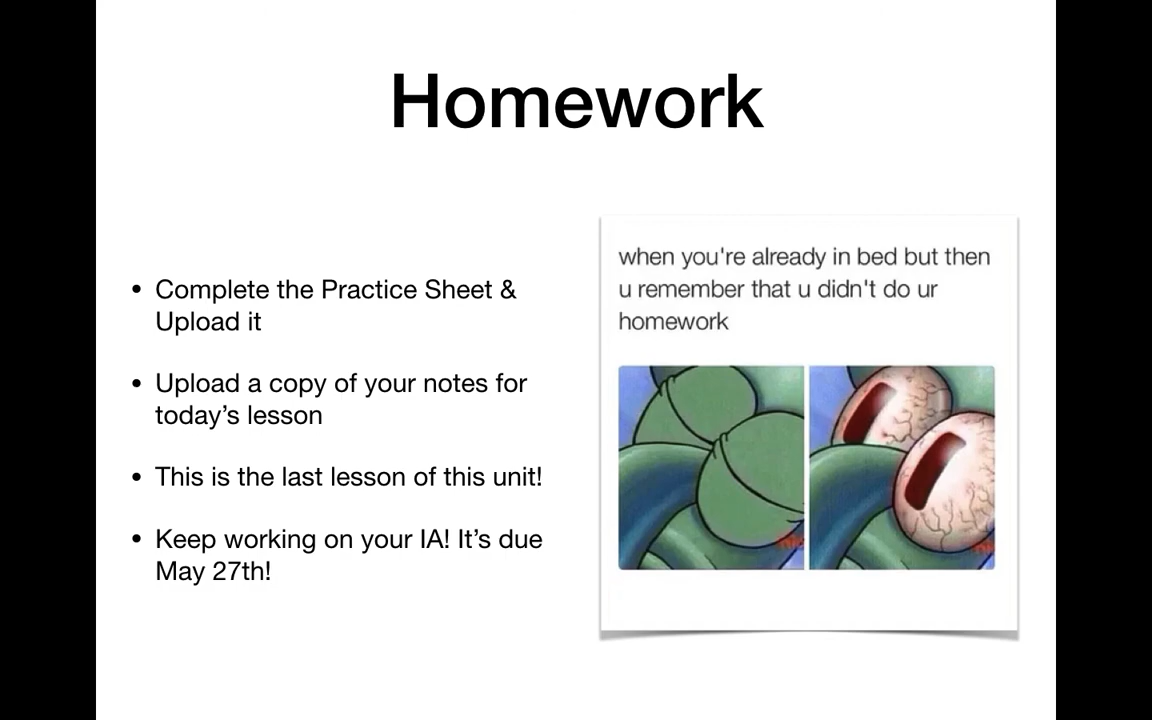 Homework
• Complete the Practice Sheet &
Upload it
• Upload a copy of your notes for
today’s lesson
• This is the last lesson of this unit!
• Keep working on your IA! It’s due
May 27th!
when you're already in bed but then
u remember that u didn't do ur
homework